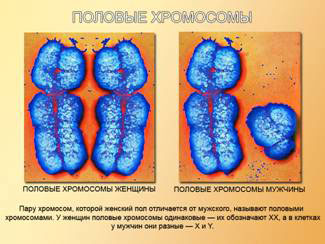 ПОЛОВЫЕ ХРОМОСОМЫ
ПОЛОВЫЕ ХРОМОСОМЫ ЖЕНЩИНЫ
ПОЛОВЫЕ ХРОМОСОМЫ МУЖЧИНЫ
Пару хромосом, которой женский пол отличается от мужского, называют половыми
хромосомами. У женщин половые хромосомы одинаковые — их обозначают XX, а в клетках
у мужчин они разные — X и Y.